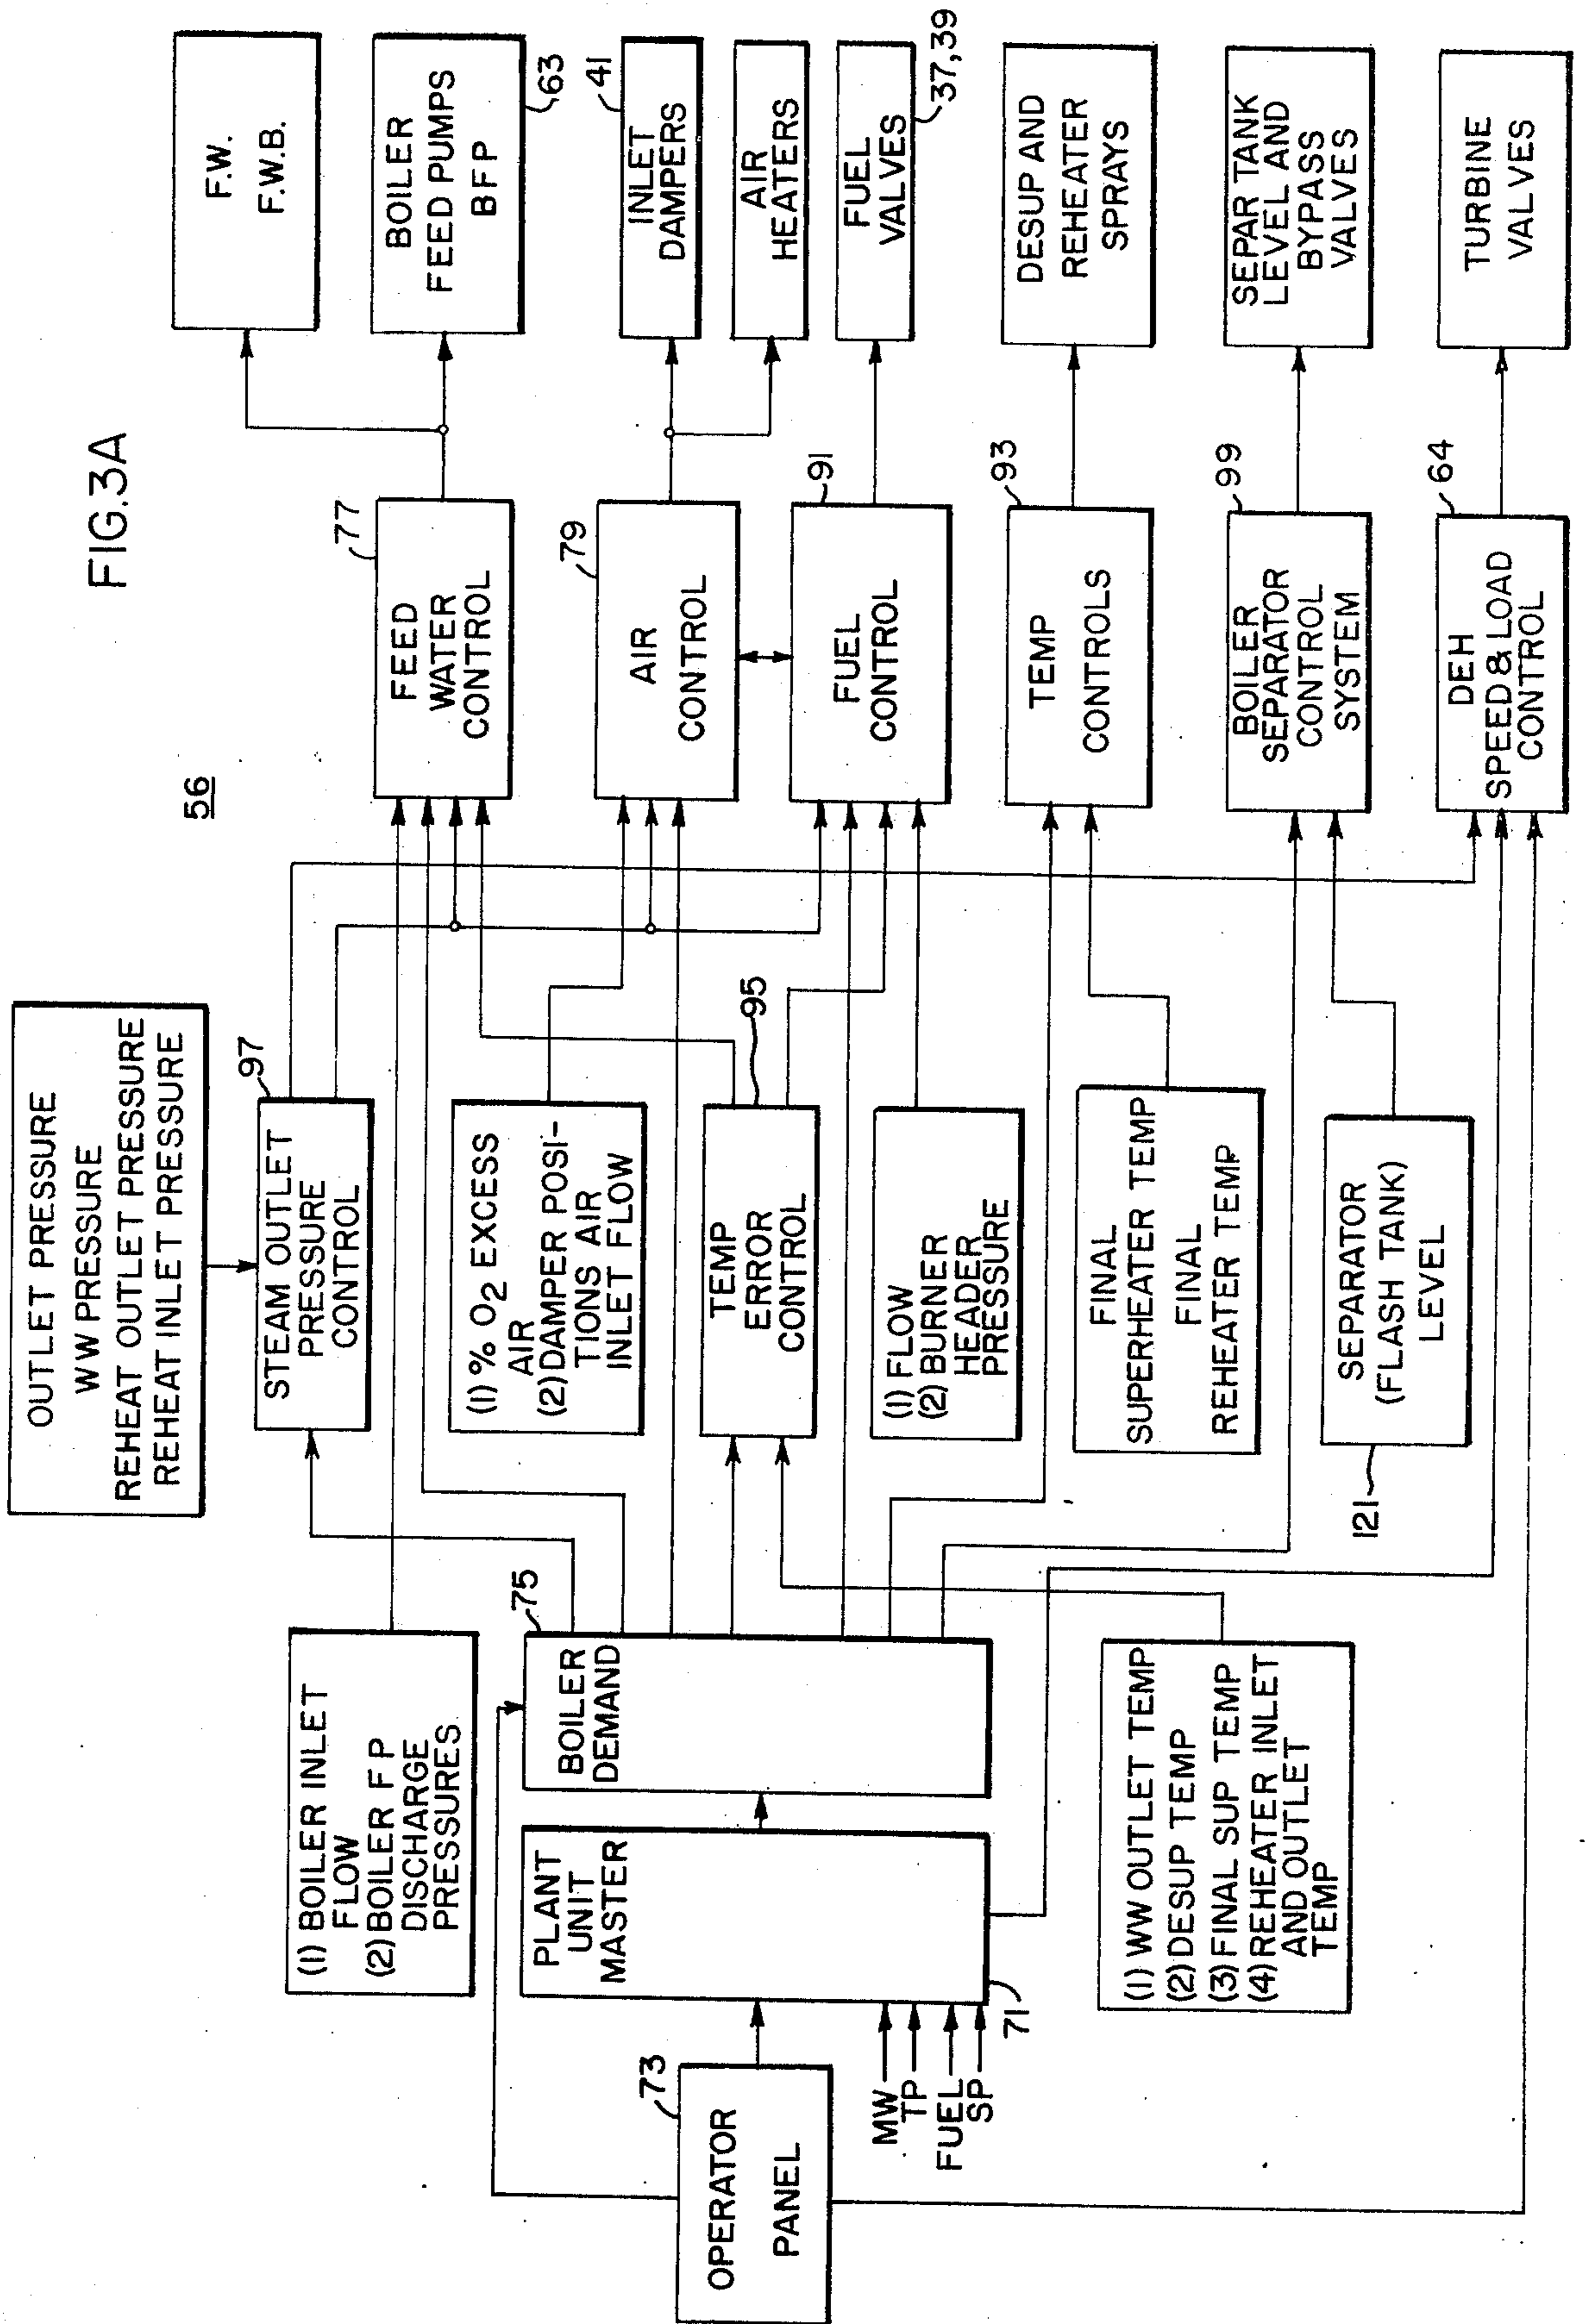 FIG.3A
56
OUTLET PRESSURE
WW PRESSURE
REHEAT OUTLET PRESSURE
REHEAT INLET PRESSURE
97
STEAM OUTLET
PRESSURE
CONTROL
(1) BOILER INLET
FLOW
(2) BOILER F P
DISCHARGE
PRESSURES
73
OPERATOR
PANEL
MW
TP
FUEL
SP
71
PLANT
UNIT
MASTER
75
BOILER
DEMAND
(1) WW OUTLET TEMP
(2) DESUP TEMP
(3) FINAL SUP TEMP
(4) REHEATER INLET
AND OUTLET
TEMP
(1) % O2 EXCESS
AIR
(2) DAMPER POSI-
TIONS AIR
INLET FLOW
95
TEMP
ERROR
CONTROL
(1) FLOW
(2) BURNER
HEADER
PRESSURE
FINAL
SUPERHEATER TEMP
FINAL
REHEATER TEMP
121
SEPARATOR
(FLASH TANK)
LEVEL
77
FEED
WATER
CONTROL
79
AIR
CONTROL
91
FUEL
CONTROL
93
TEMP
CONTROLS
99
BOILER
SEPARATOR
CONTROL
SYSTEM
64
DEH
SPEED & LOAD
CONTROL
F.W.
F.W.B.
BOILER
FEED PUMPS
BFP
63
41
INLET
DAMPERS
AIR
HEATERS
FUEL
VALVES
37,39
DESUP AND
REHEATER
SPRAYS
SEPAR TANK
LEVEL AND
BYPASS
VALVES
TURBINE
VALVES